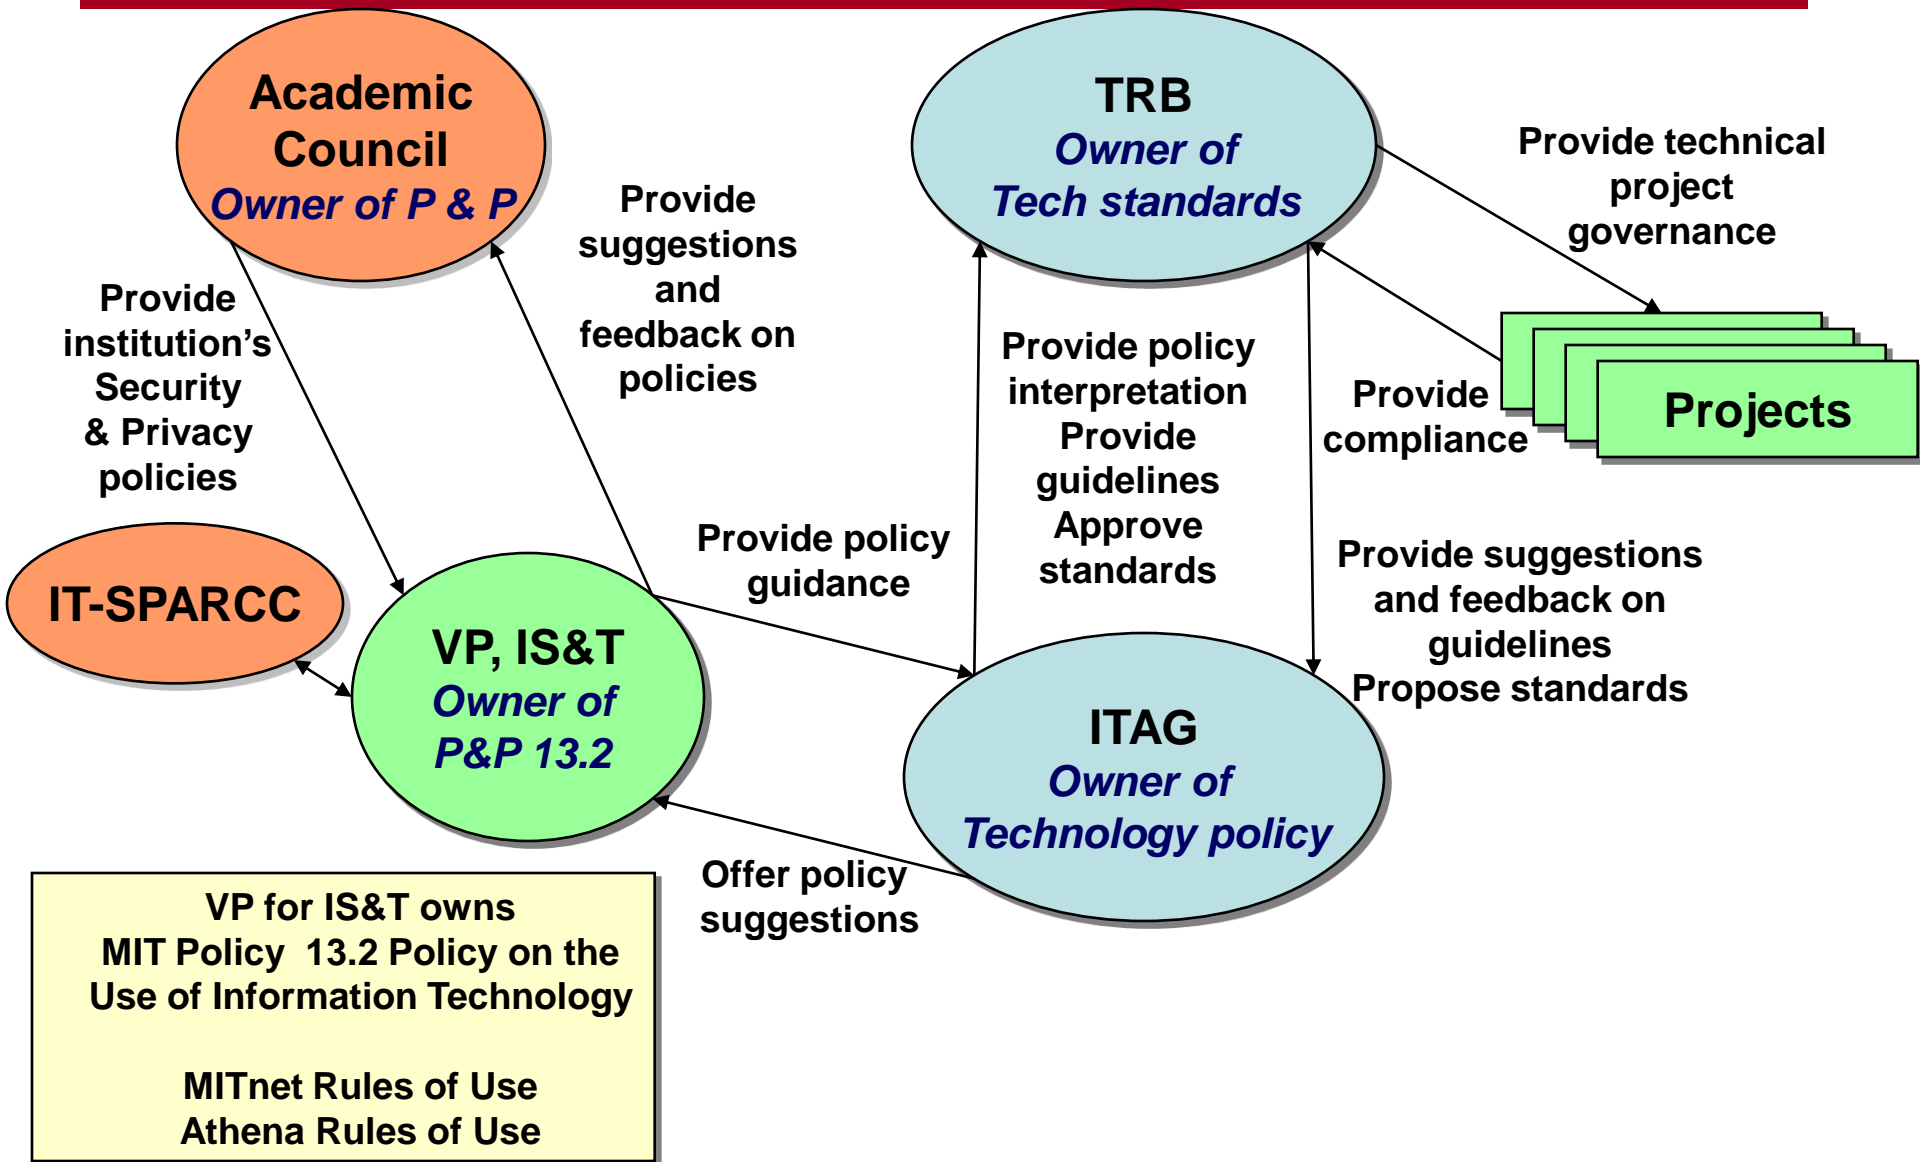 Academic
Council
Owner of P & P
TRB
Owner of
Tech standards
Provide technical
project
governance
Provide
suggestions
and
feedback on
policies
Provide
institution’s
Security
& Privacy
policies
Provide policy
interpretation
Provide
guidelines
Approve
standards
Provide
compliance
Projects
IT-SPARCC
VP, IS&T
Owner of
P&P 13.2
Provide policy
guidance
Provide suggestions
and feedback on
guidelines
Propose standards
ITAG
Owner of
Technology policy
Offer policy
suggestions
VP for IS&T owns
MIT Policy  13.2 Policy on the
Use of Information Technology
MITnet Rules of Use
Athena Rules of Use